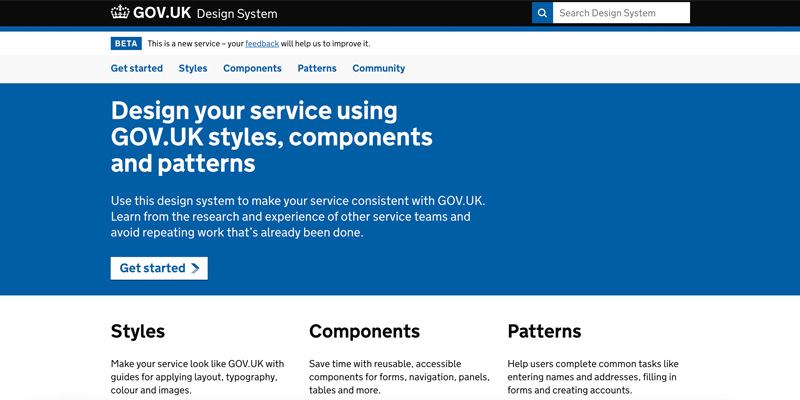 GOV.UK Design System
Search Design System
BETA This is a new service – your feedback will help us to improve it.
Get started Styles Components Patterns Community
Design your service using
GOV.UK styles, components
and patterns
Use this design system to make your service consistent with GOV.UK.
Learn from the research and experience of other service teams and
avoid repeating work that's already been done.
Get started
Styles
Make your service look like GOV.UK with
guides for applying layout, typography,
colour and images.
Components
Save time with reusable, accessible
components for forms, navigation, panels,
tables and more.
Patterns
Help users complete common tasks like
entering names and addresses, filling in
forms and creating accounts.